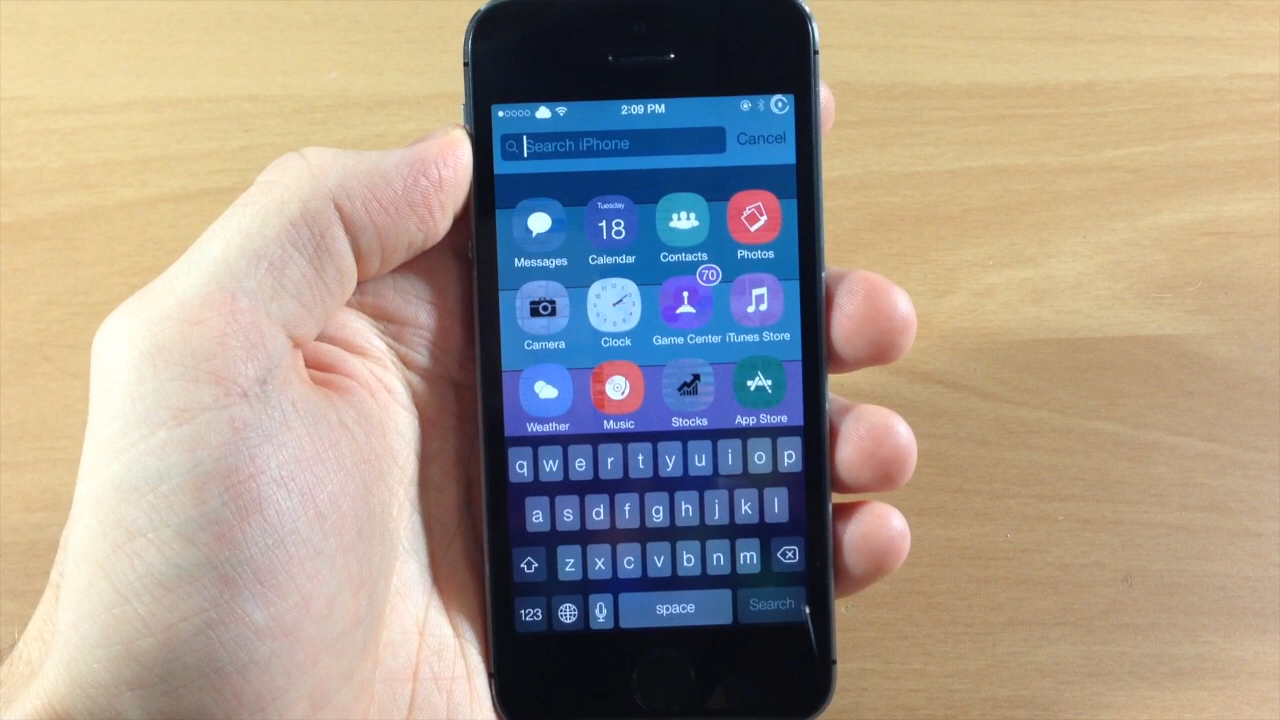 2:09 PM
Search iPhone Cancel
Tuesday
18
Messages Calendar Contacts Photos
70
Camera Clock Game Center iTunes Store
Weather Music Stocks App Store
q w e r t y u i o p
a s d f g h j k l
z x c v b n m
123 space Search